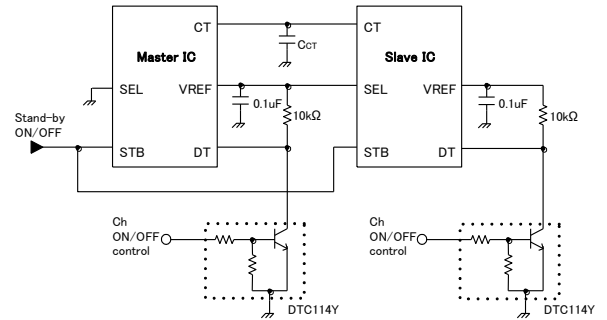 CT
CT
Master IC
CCT
Slave IC
SEL
VREF
SEL
VREF
0.1uF
10kΩ
0.1uF
10kΩ
Stand-by
ON/OFF
STB
DT
STB
DT
Ch
ON/OFF
control
DTC114Y
Ch
ON/OFF
control
DTC114Y